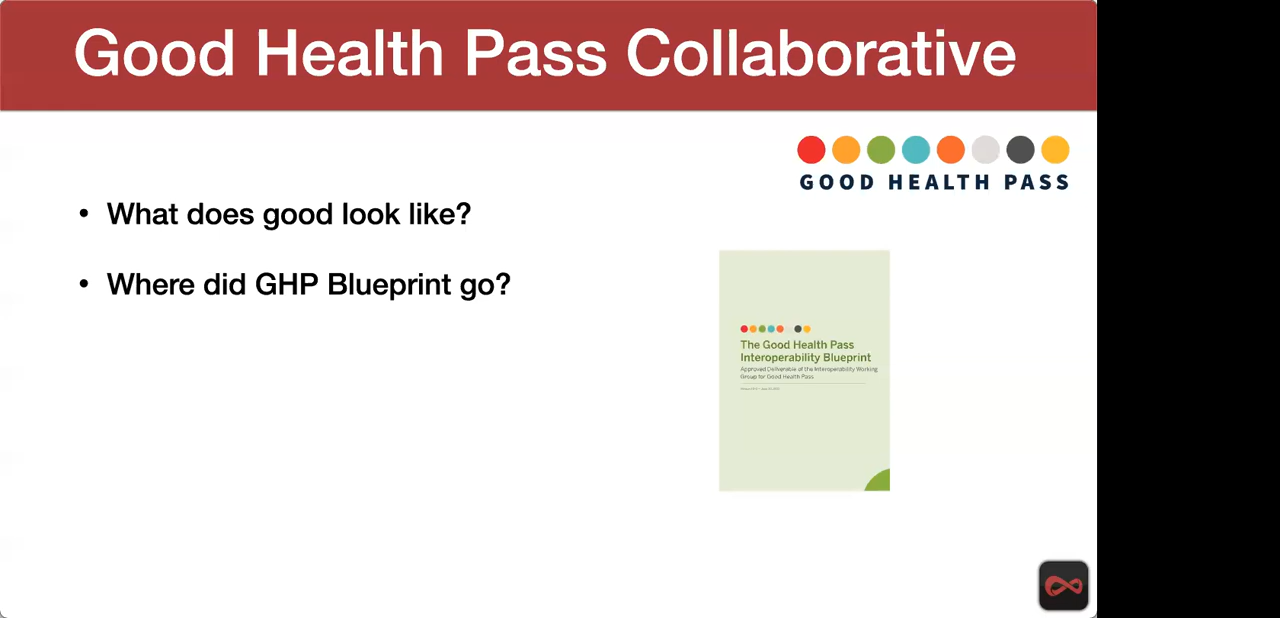 Good Health Pass Collaborative
GOOD HEALTH PASS
• What does good look like?
• Where did GHP Blueprint go?
The Good Health Pass
Interoperability Blueprint
Approved Deliverable of the Interoperability Working
Group for Good Health Pass